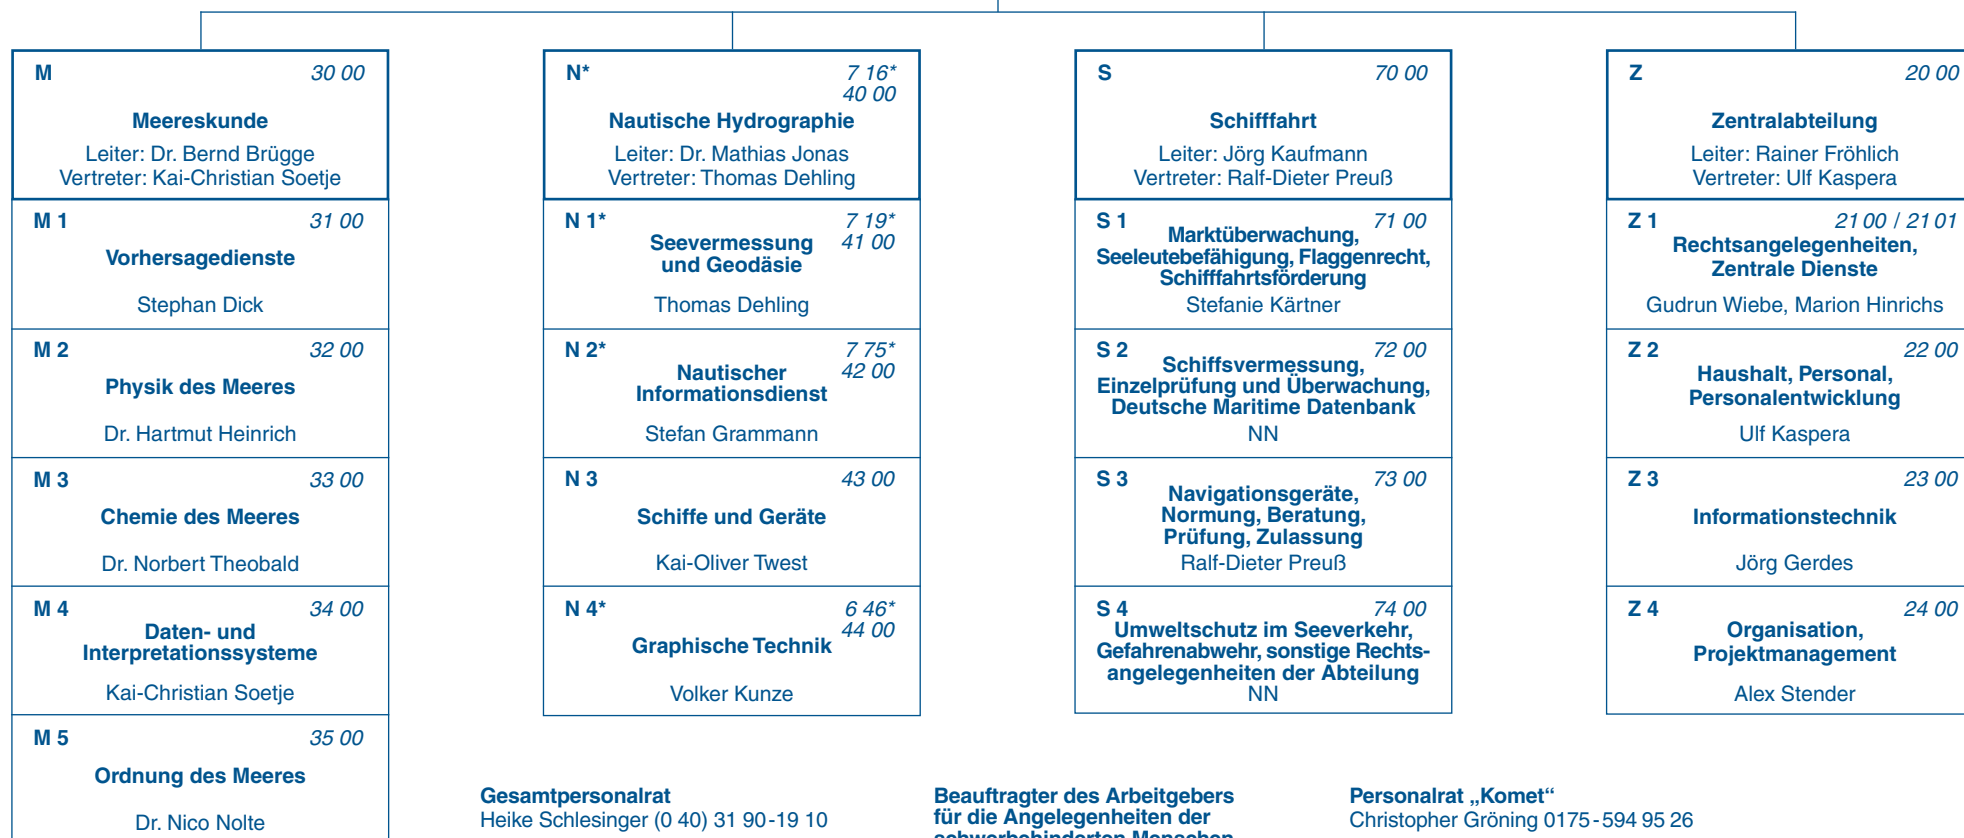 M 30 00
Meereskunde
Leiter: Dr. Bernd Brügge
Vertreter: Kai-Christian Soetje
M 1 31 00
Vorhersagedienste
Stephan Dick
M 2 32 00
Physik des Meeres
Dr. Hartmut Heinrich
M 3 33 00
Chemie des Meeres
Dr. Norbert Theobald
M 4 34 00
Daten- und
Interpretationssysteme
Kai-Christian Soetje
M 5 35 00
Ordnung des Meeres
Dr. Nico Nolte
N* 7 16*
40 00
Nautische Hydrographie
Leiter: Dr. Mathias Jonas
Vertreter: Thomas Dehling
N 1* 7 19*
Seevermessung 41 00
und Geodäsie
Thomas Dehling
N 2* 7 75*
Nautischer 42 00
Informationsdienst
Stefan Grammann
N 3 43 00
Schiffe und Geräte
Kai-Oliver Twest
N 4* 6 46*
44 00
Graphische Technik
Volker Kunze
S 70 00
Schifffahrt
Leiter: Jörg Kaufmann
Vertreter: Ralf-Dieter Preuß
S 1 71 00
Marktüberwachung,
Seeleutebefähigung, Flaggenrecht,
Schifffahrtsförderung
Stefanie Kärtner
S 2 72 00
Schiffsvermessung,
Einzelprüfung und Überwachung,
Deutsche Maritime Datenbank
NN
S 3 73 00
Navigationsgeräte,
Normung, Beratung,
Prüfung, Zulassung
Ralf-Dieter Preuß
S 4 74 00
Umweltschutz im Seeverkehr,
Gefahrenabwehr, sonstige Rechts-
angelegenheiten der Abteilung
NN
Z 20 00
Zentralabteilung
Leiter: Rainer Fröhlich
Vertreter: Ulf Kaspera
Z 1 21 00 / 21 01
Rechtsangelegenheiten,
Zentrale Dienste
Gudrun Wiebe, Marion Hinrichs
Z 2 22 00
Haushalt, Personal,
Personalentwicklung
Ulf Kaspera
Z 3 23 00
Informationstechnik
Jörg Gerdes
Z 4 24 00
Organisation,
Projektmanagement
Alex Stender
Gesamtpersonalrat
Heike Schlesinger (0 40) 31 90-19 10
Beauftragter des Arbeitgebers
für die Angelegenheiten der
schwerbehinderten Menschen
Personalrat „Komet“
Christopher Gröning 0175-594 95 26